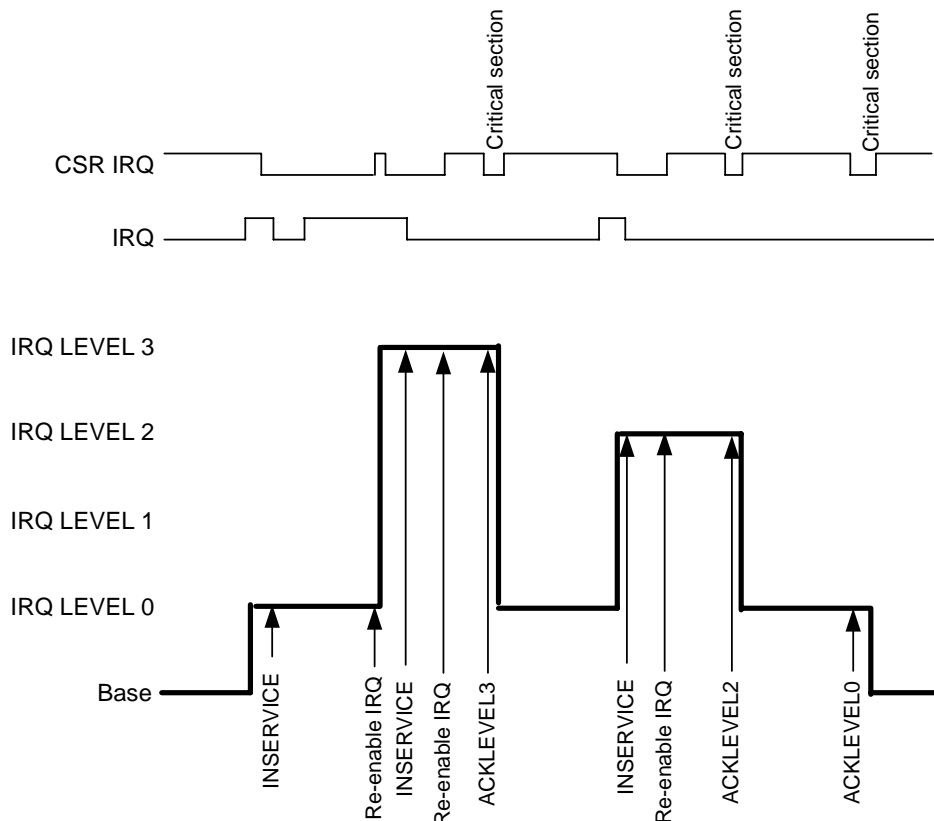 Critical section
Critical section
Critical section
CSR IRQ
IRQ
IRQ LEVEL 3
IRQ LEVEL 2
IRQ LEVEL 1
IRQ LEVEL 0
Base
INSERVICE
Re-enable IRQ
INSERVICE
Re-enable IRQ
ACKLEVEL3
INSERVICE
Re-enable IRQ
ACKLEVEL2
ACKLEVEL0